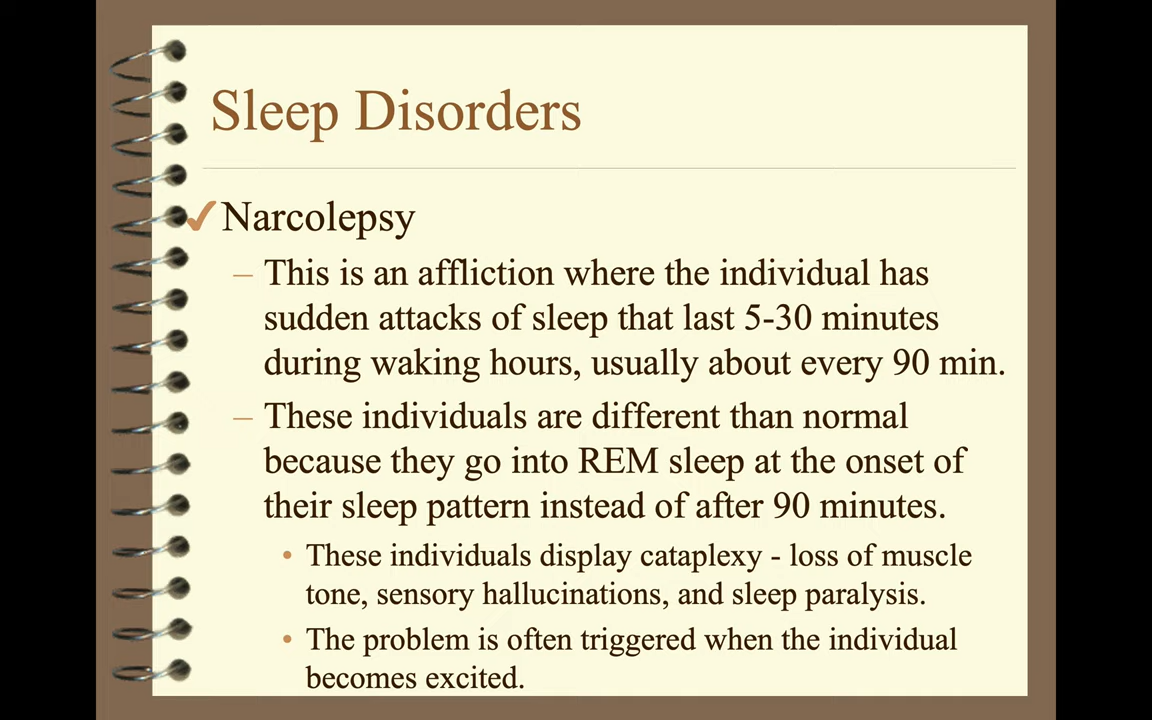 Sleep Disorders
✓Narcolepsy
– This is an affliction where the individual has
sudden attacks of sleep that last 5-30 minutes
during waking hours, usually about every 90 min.
– These individuals are different than normal
because they go into REM sleep at the onset of
their sleep pattern instead of after 90 minutes.
• These individuals display cataplexy - loss of muscle
tone, sensory hallucinations, and sleep paralysis.
• The problem is often triggered when the individual
becomes excited.